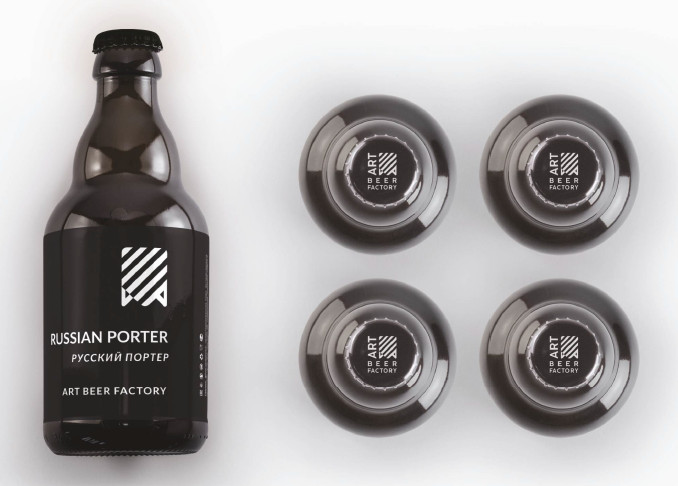 RUSSIAN PORTER
РУССКИЙ ПОРТЕР
ART BEER FACTORY
ART
BEER
FACTORY
ART
BEER
FACTORY
ART
BEER
FACTORY
ART
BEER
FACTORY